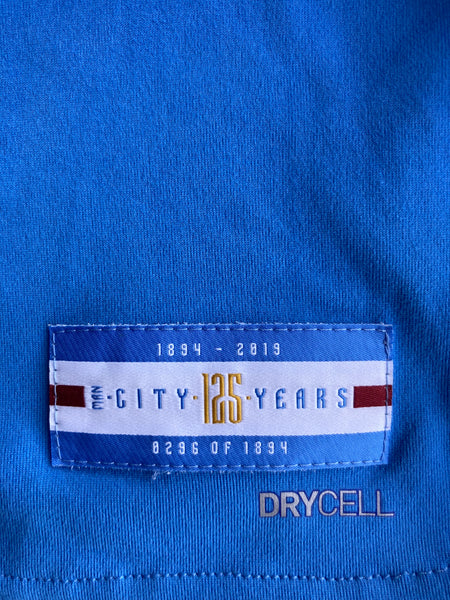 1894 - 2019
MAN - CITY - 125 - YEARS
0296 OF 1894
DRYCELL